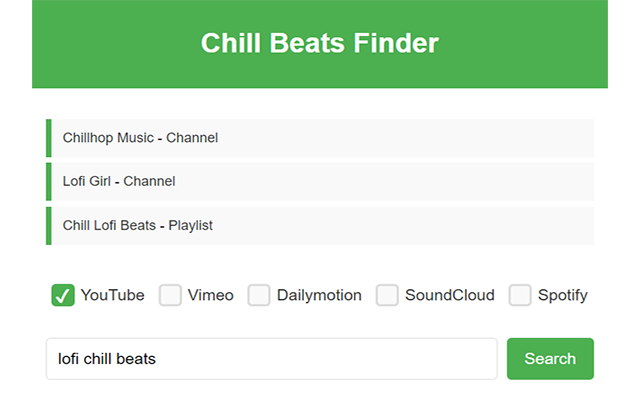 Chill Beats Finder
Chillhop Music - Channel
Lofi Girl - Channel
Chill Lofi Beats - Playlist
YouTube Vimeo Dailymotion SoundCloud Spotify
lofi chill beats Search